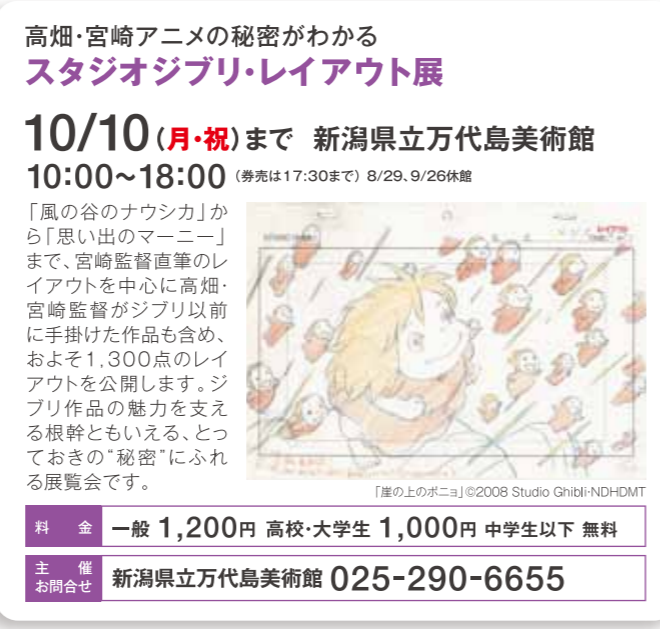 高畑・宮崎アニメの秘密がわかる
スタジオジブリ・レイアウト展
10/10(月・祝)まで 新潟県立万代島美術館
10:00~18:00(券売は17:30まで) 8/29、9/26休館
「風の谷のナウシカ」か
ら「思い出のマーニー」
まで、宮崎監督直筆のレ
イアウトを中心に高畑・
宮崎監督がジブリ以前
に手掛けた作品も含め、
およそ1,300点のレイ
アウトを公開します。ジ
ブリ作品の魅力を支え
る根幹ともいえる、とっ
ておきの“秘密”にふれ
る展覧会です。
「崖の上のポニョ」©2008 Studio Ghibli・NDHDMT
料 金 一般 1,200円 高校・大学生 1,000円 中学生以下 無料
主 催
お問合せ 新潟県立万代島美術館 025-290-6655